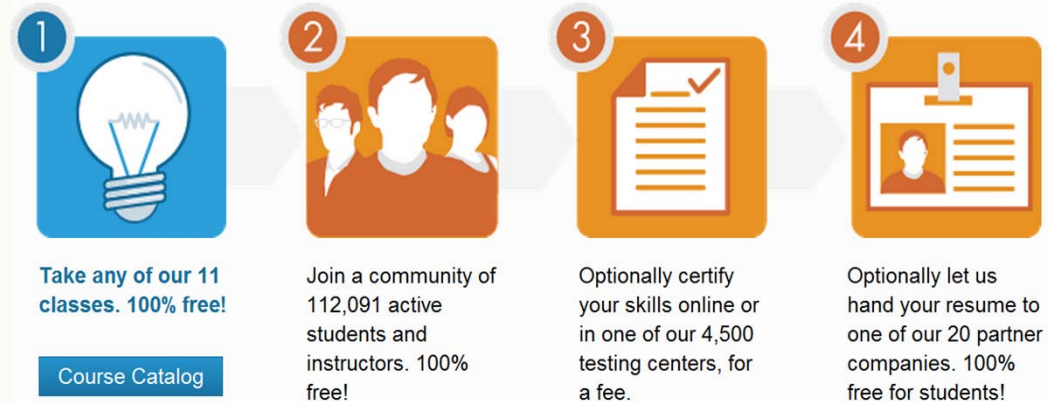 1
Take any of our 11
classes. 100% free!
Course Catalog
2
Join a community of
112,091 active
students and
instructors. 100%
free!
3
Optionally certify
your skills online or
in one of our 4,500
testing centers, for
a fee.
4
Optionally let us
hand your resume to
one of our 20 partner
companies. 100%
free for students!